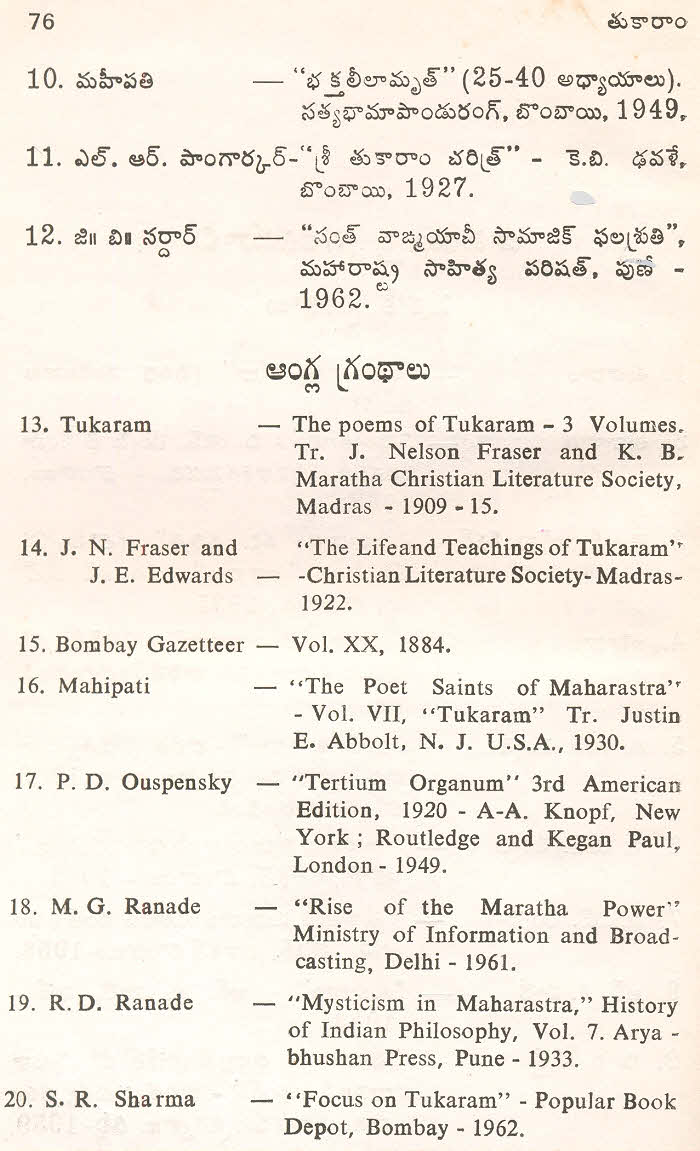 76 తుకారాం
10. మహీపతి — “భక్తలీలామృత్” (25-40 అధ్యాయాలు).
సత్యభామాపాండురంగ్, బొంబాయి, 1949.
11. ఎల్. ఆర్. పాంగార్కర్-“శ్రీ తుకారాం చరిత్ర్” - కె.బి. ఢవళే,
బొంబాయి, 1927.
12. జి॥ బి॥ సర్దార్ — “సంత్ వాఙ్మయాచీ సామాజిక్ ఫలశ్రుతి”,
మహారాష్ట్ర సాహిత్య పరిషత్, పుణే -
1962.
ఆంగ్ల గ్రంథాలు
13. Tukaram — The poems of Tukaram - 3 Volumes.
Tr. J. Nelson Fraser and K. B.
Maratha Christian Literature Society,
Madras - 1909 - 15.
14. J. N. Fraser and “The Life and Teachings of Tukaram”
J. E. Edwards — -Christian Literature Society- Madras-
1922.
15. Bombay Gazetteer — Vol. XX, 1884.
16. Mahipati — “The Poet Saints of Maharastra”
- Vol. VII, “Tukaram” Tr. Justin
E. Abbolt, N. J. U.S.A., 1930.
17. P. D. Ouspensky — “Tertium Organum” 3rd American
Edition, 1920 - A-A. Knopf, New
York ; Routledge and Kegan Paul,
London - 1949.
18. M. G. Ranade — “Rise of the Maratha Power”
Ministry of Information and Broad-
casting, Delhi - 1961.
19. R. D. Ranade — “Mysticism in Maharastra,” History
of Indian Philosophy, Vol. 7. Arya -
bhushan Press, Pune - 1933.
20. S. R. Sharma — “Focus on Tukaram” - Popular Book
Depot, Bombay - 1962.